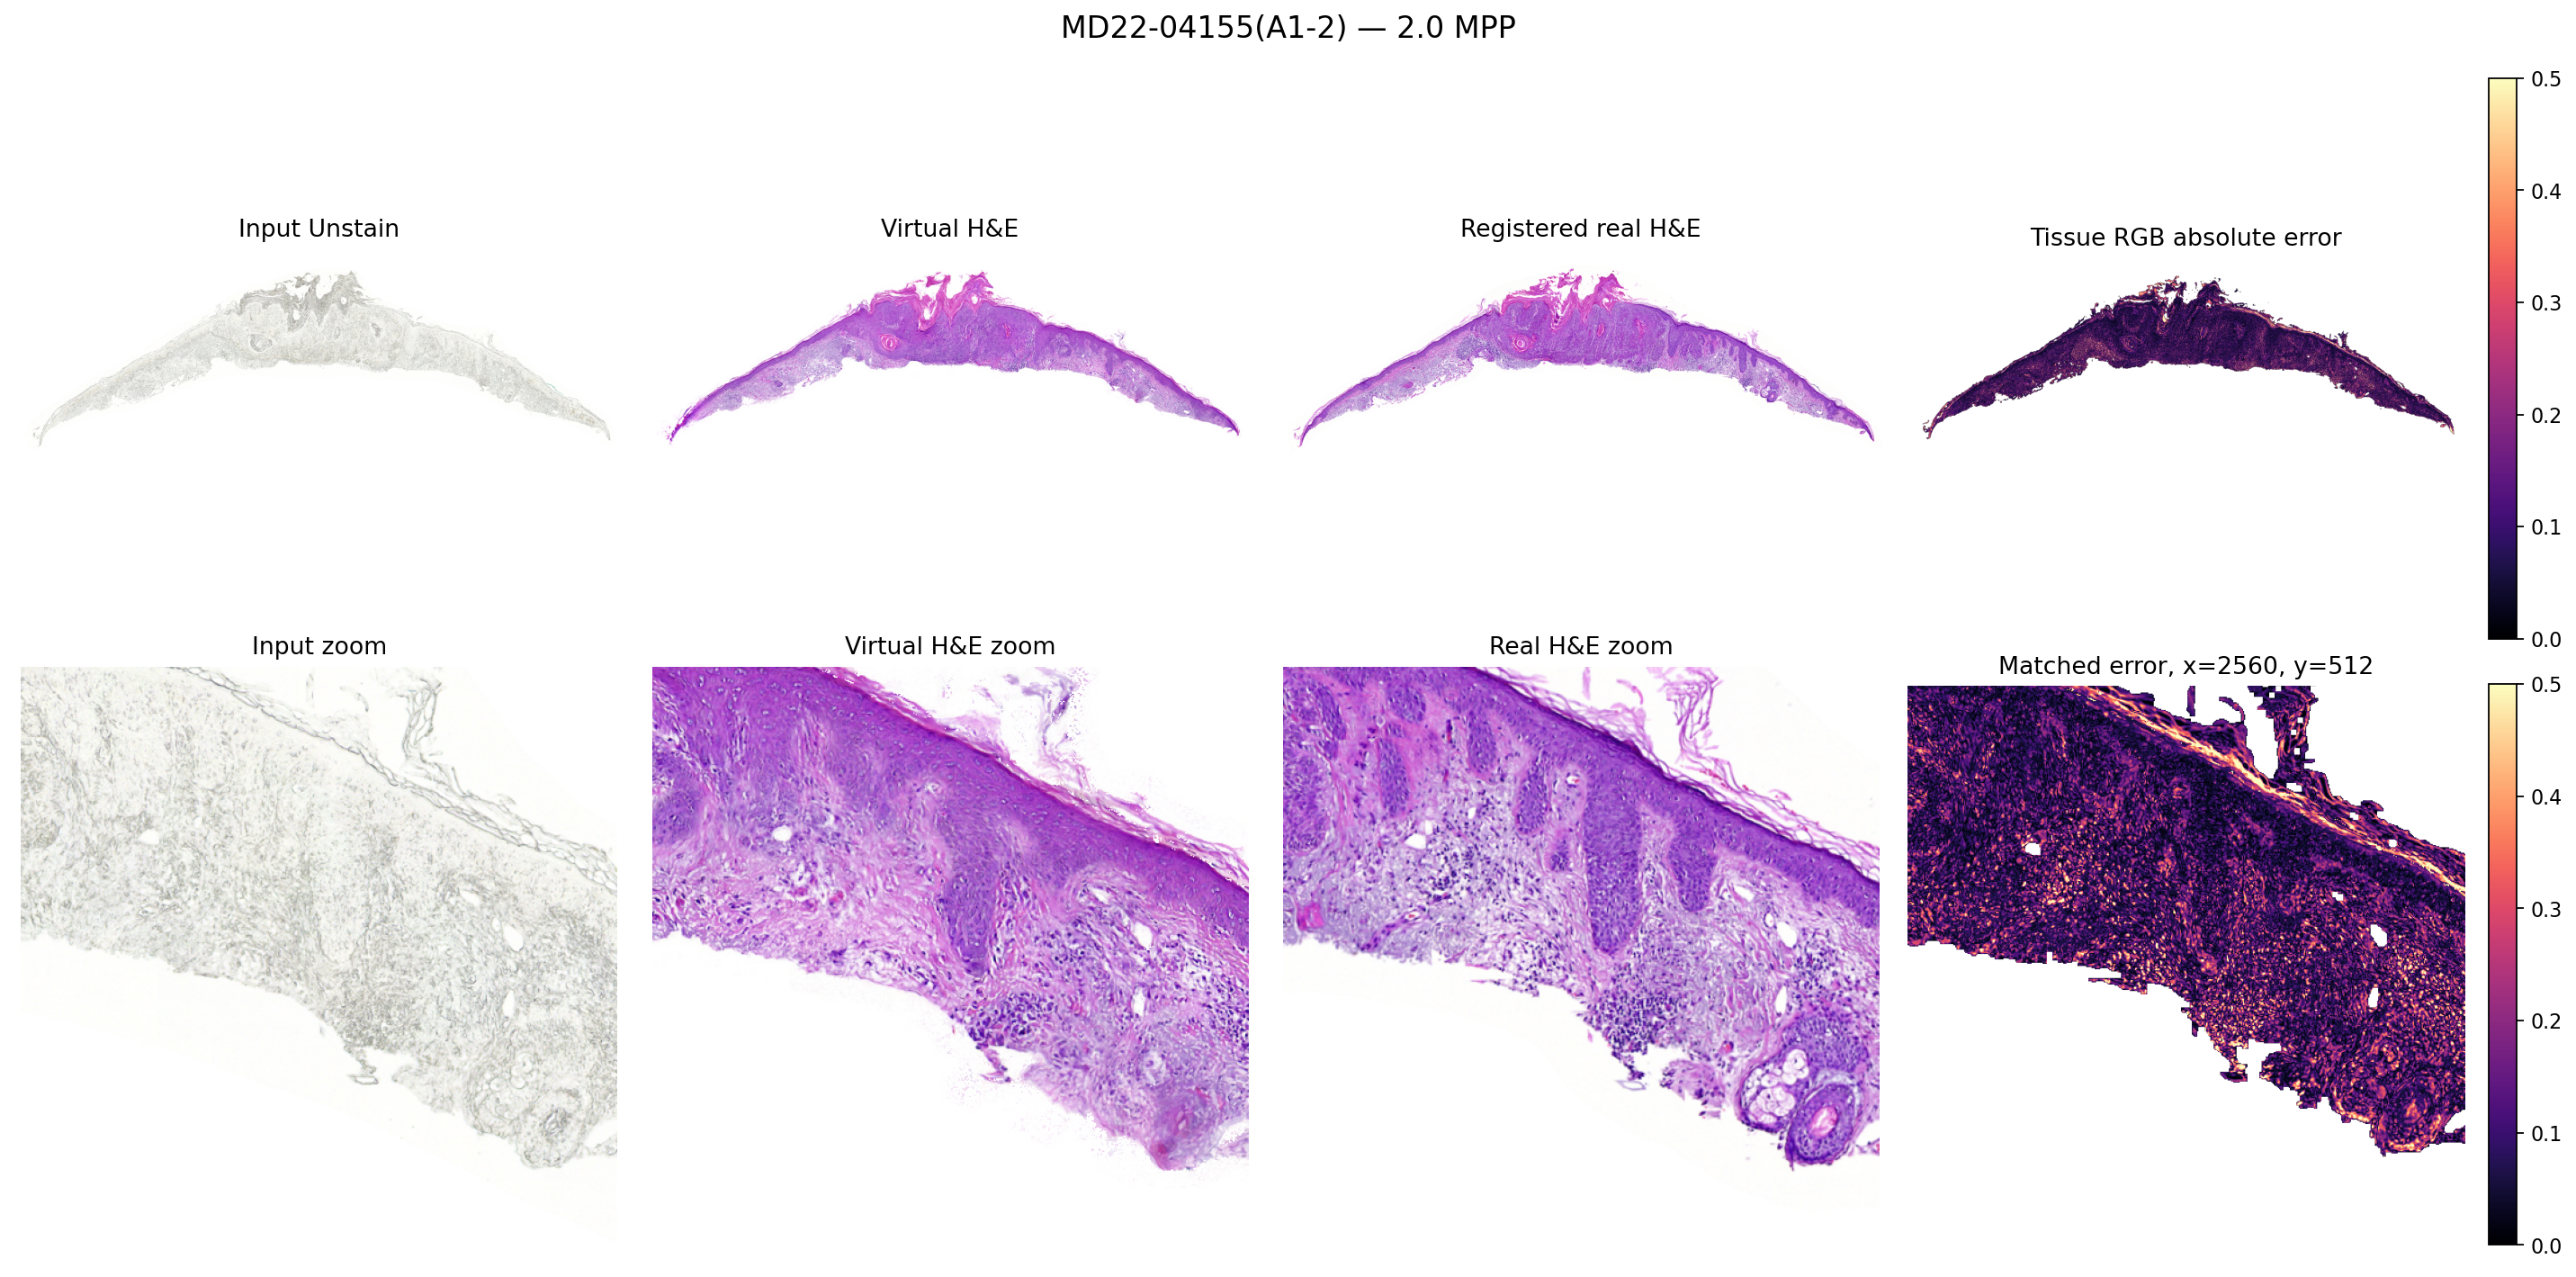 MD22-04155(A1-2) — 2.0 MPP
Input Unstain
Virtual H&E
Registered real H&E
Tissue RGB absolute error
0.5
0.4
0.3
0.2
0.1
0.0
Input zoom
Virtual H&E zoom
Real H&E zoom
Matched error, x=2560, y=512
0.5
0.4
0.3
0.2
0.1
0.0